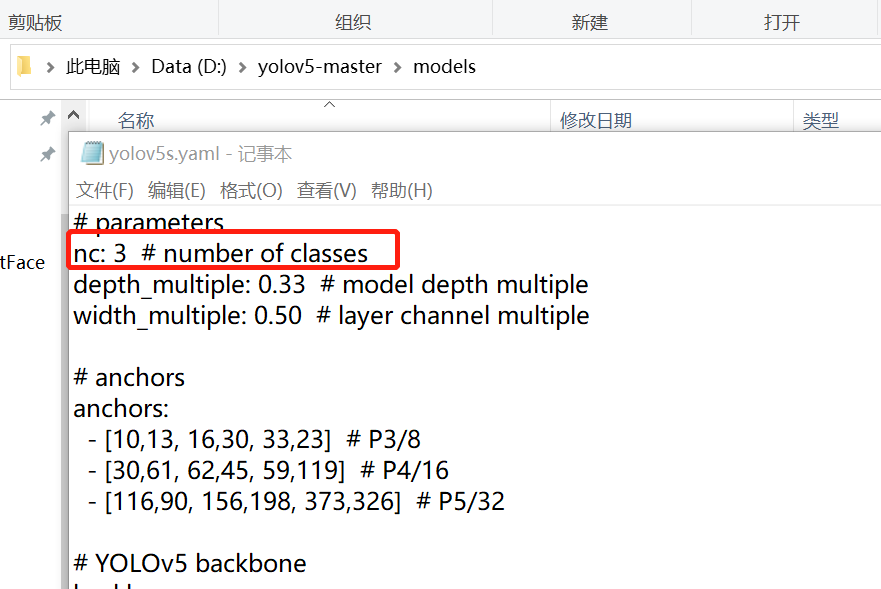 剪贴板 组织 新建 打开
此电脑 Data (D:) yolov5-master models
名称 修改日期 类型
yolov5s.yaml - 记事本
文件(F) 编辑(E) 格式(O) 查看(V) 帮助(H)
# parameters
nc: 3 # number of classes
tFace
depth_multiple: 0.33 # model depth multiple
width_multiple: 0.50 # layer channel multiple
# anchors
anchors:
- [10,13, 16,30, 33,23] # P3/8
- [30,61, 62,45, 59,119] # P4/16
- [116,90, 156,198, 373,326] # P5/32
# YOLOv5 backbone